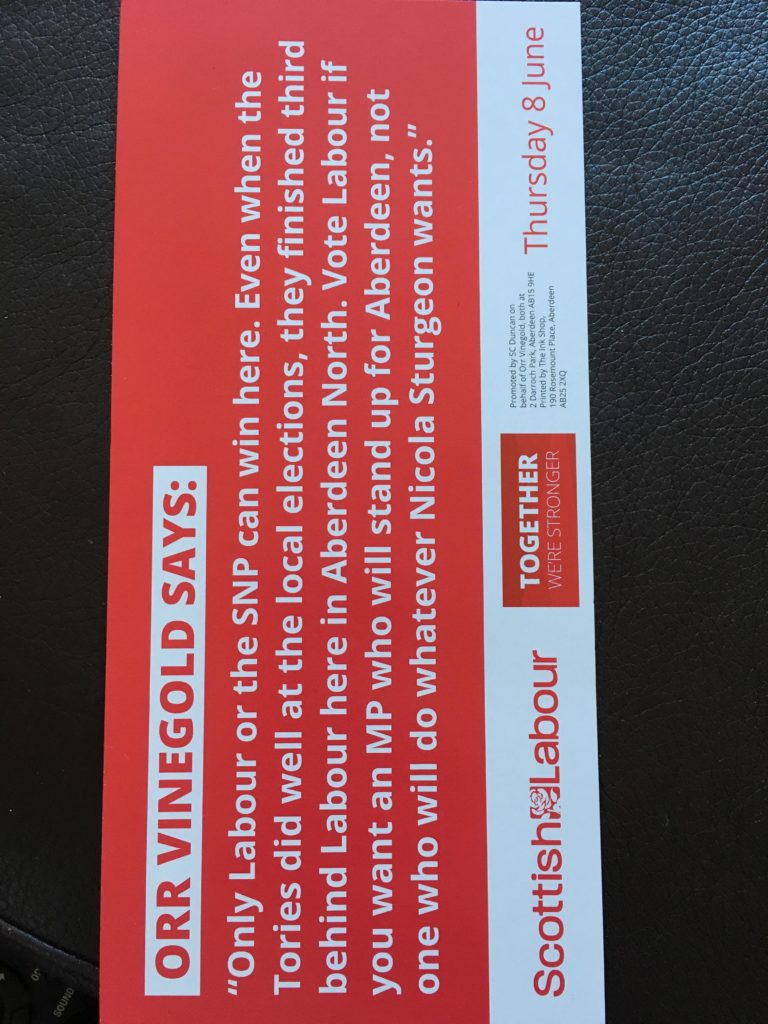 ORR VINEGOLD SAYS:
“Only Labour or the SNP can win here. Even when the
Tories did well at the local elections, they finished third
behind Labour here in Aberdeen North. Vote Labour if
you want an MP who will stand up for Aberdeen, not
one who will do whatever Nicola Sturgeon wants.”
Scottish Labour
TOGETHER
WE'RE STRONGER
Promoted by SC Duncan on
behalf of Orr Vinegold, both at
2 Darroch Park, Aberdeen AB15 9HE
Printed by The Ink Shop,
190 Rosemount Place, Aberdeen
AB25 2XQ
Thursday 8 June
SOUND